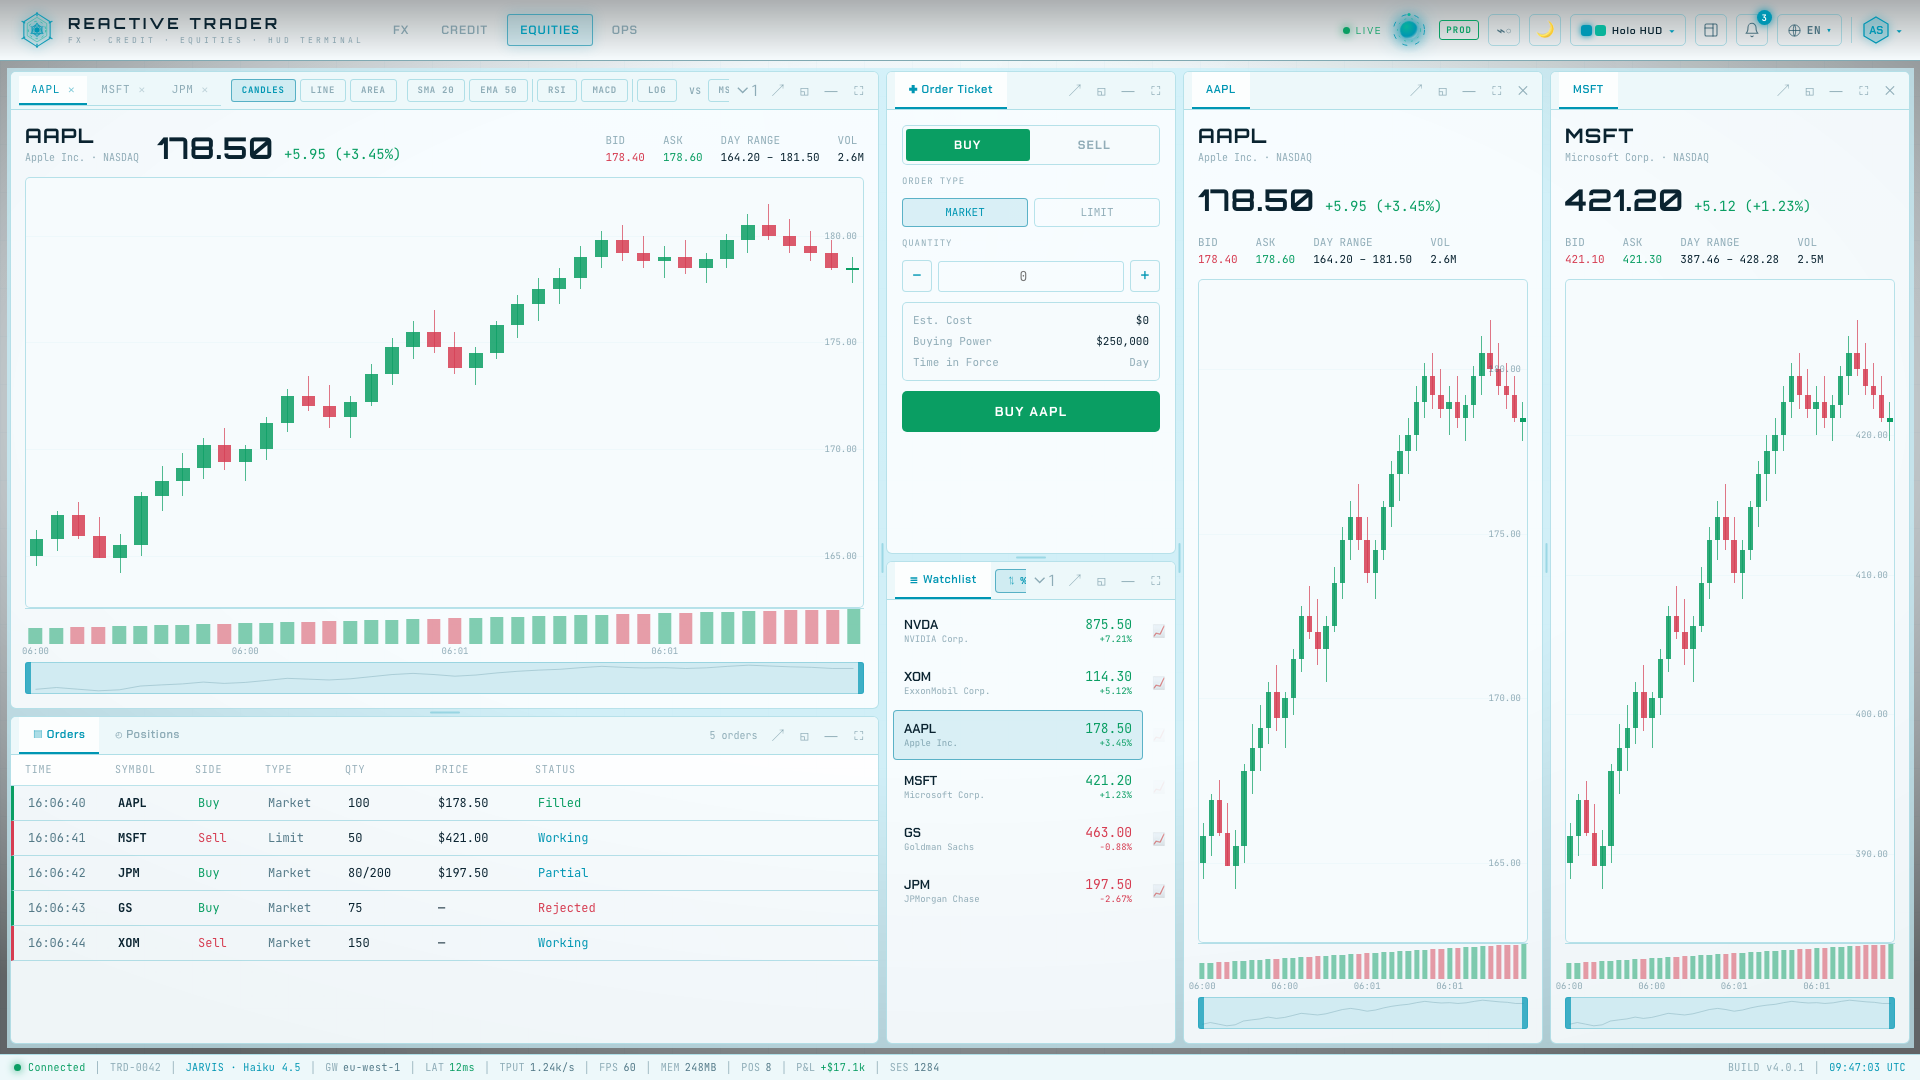 REACTIVE TRADER
FX · CREDIT · EQUITIES · HUD TERMINAL
FX CREDIT EQUITIES OPS
LIVE PROD Holo HUD 3 EN AS
AAPL × MSFT × JPM × CANDLES LINE AREA SMA 20 EMA 50 RSI MACD LOG VS MS 1
AAPL
Apple Inc. · NASDAQ
178.50 +5.95 (+3.45%)
BID ASK DAY RANGE VOL
178.40 178.60 164.20 – 181.50 2.6M
180.00
175.00
170.00
165.00
06:00 06:00 06:01 06:01
Orders Positions 5 orders
TIME SYMBOL SIDE TYPE QTY PRICE STATUS
16:06:40 AAPL Buy Market 100 $178.50 Filled
16:06:41 MSFT Sell Limit 50 $421.00 Working
16:06:42 JPM Buy Market 80/200 $197.50 Partial
16:06:43 GS Buy Market 75 — Rejected
16:06:44 XOM Sell Market 150 — Working
Order Ticket
BUY SELL
ORDER TYPE
MARKET LIMIT
QUANTITY
− 0 +
Est. Cost $0
Buying Power $250,000
Time in Force Day
BUY AAPL
Watchlist % 1
NVDA 875.50
NVIDIA Corp. +7.21%
XOM 114.30
ExxonMobil Corp. +5.12%
AAPL 178.50
Apple Inc. +3.45%
MSFT 421.20
Microsoft Corp. +1.23%
GS 463.00
Goldman Sachs -0.88%
JPM 197.50
JPMorgan Chase -2.67%
AAPL
AAPL
Apple Inc. · NASDAQ
178.50 +5.95 (+3.45%)
BID ASK DAY RANGE VOL
178.40 178.60 164.20 – 181.50 2.6M
180.00
175.00
170.00
165.00
06:00 06:00 06:01 06:01
MSFT
MSFT
Microsoft Corp. · NASDAQ
421.20 +5.12 (+1.23%)
BID ASK DAY RANGE VOL
421.10 421.30 387.46 – 428.28 2.5M
420.00
410.00
400.00
390.00
06:00 06:00 06:01 06:01
Connected TRD-0042 JARVIS · Haiku 4.5 GW eu-west-1 LAT 12ms TPUT 1.24k/s FPS 60 MEM 248MB POS 8 P&L +$17.1k SES 1284 BUILD v4.0.1 09:47:03 UTC